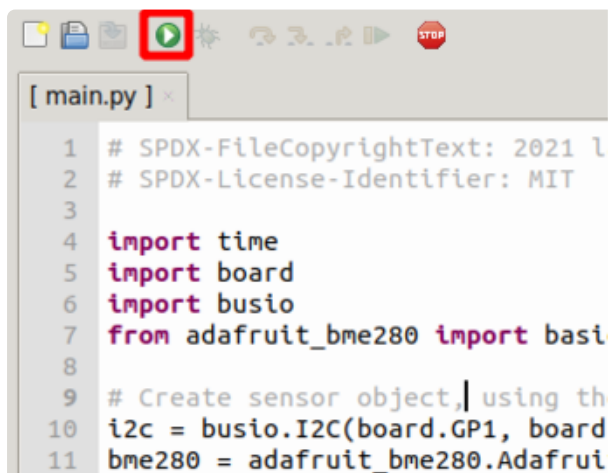 STOP
[ main.py ] ×
1 # SPDX-FileCopyrightText: 2021 l
2 # SPDX-License-Identifier: MIT
3
4 import time
5 import board
6 import busio
7 from adafruit_bme280 import basi
8
9 # Create sensor object, using th
10 i2c = busio.I2C(board.GP1, board
11 bme280 = adafruit_bme280.Adafrui